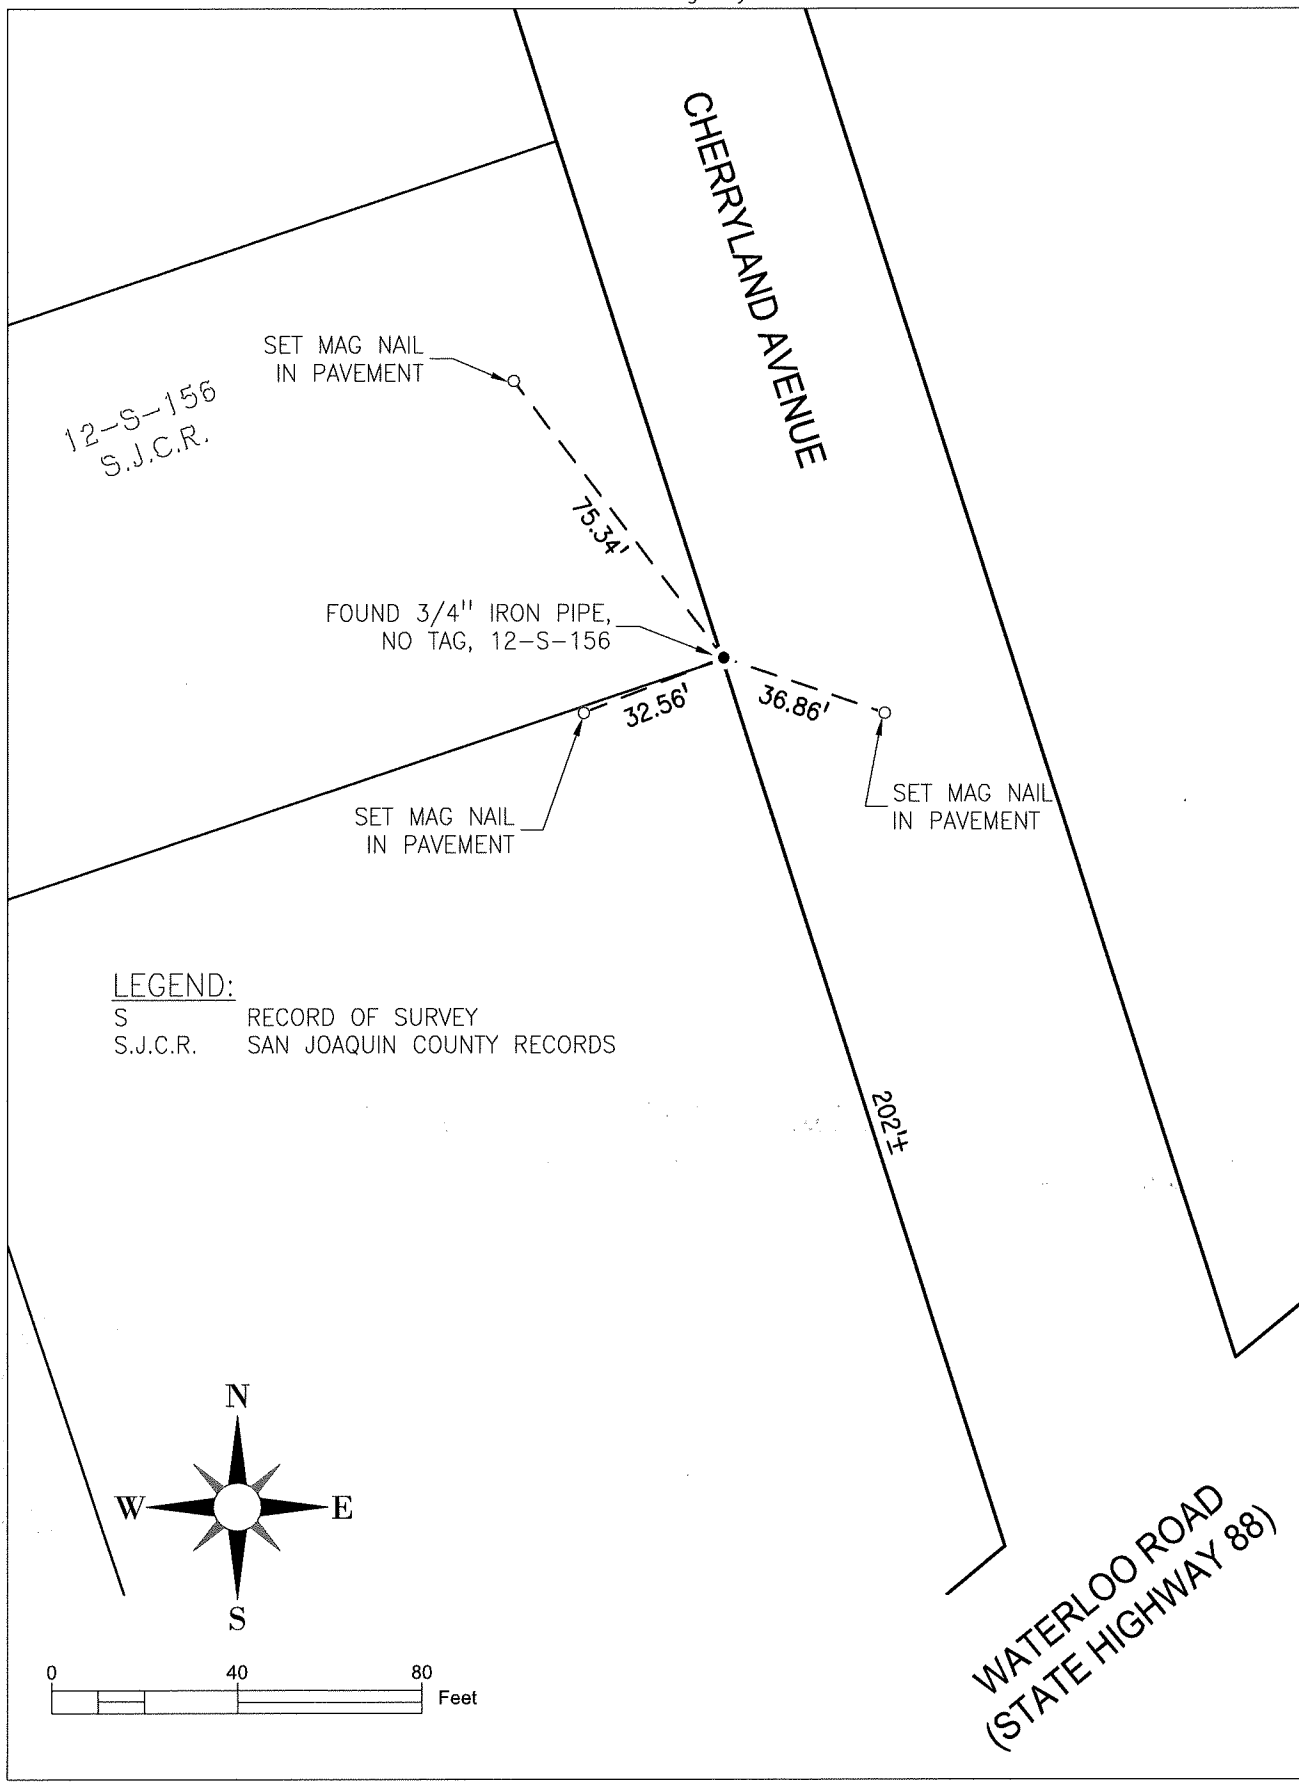 CHERRYLAND AVENUE
SET MAG NAIL
IN PAVEMENT
12-S-156
S.J.C.R.
75.34'
FOUND 3/4" IRON PIPE,
NO TAG, 12-S-156
32.56'
36.86'
SET MAG NAIL
IN PAVEMENT
SET MAG NAIL
IN PAVEMENT
LEGEND:
S RECORD OF SURVEY
S.J.C.R. SAN JOAQUIN COUNTY RECORDS
202'±
N
W E
S
0 40 80
Feet
WATERLOO ROAD
(STATE HIGHWAY 88)